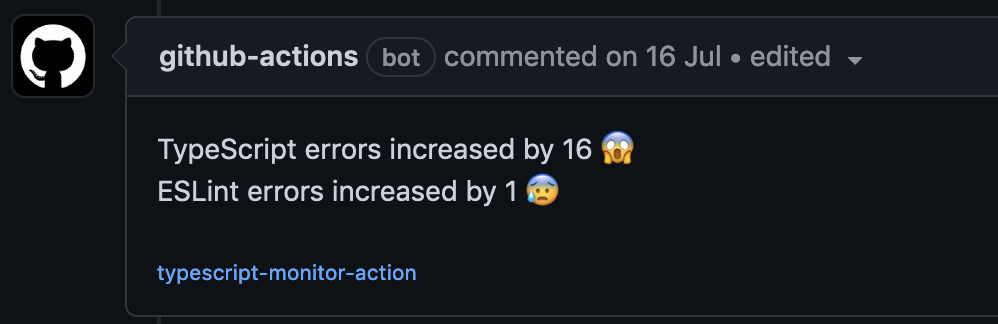 github-actions bot commented on 16 Jul • edited
TypeScript errors increased by 16 😱
ESLint errors increased by 1 😰
typescript-monitor-action